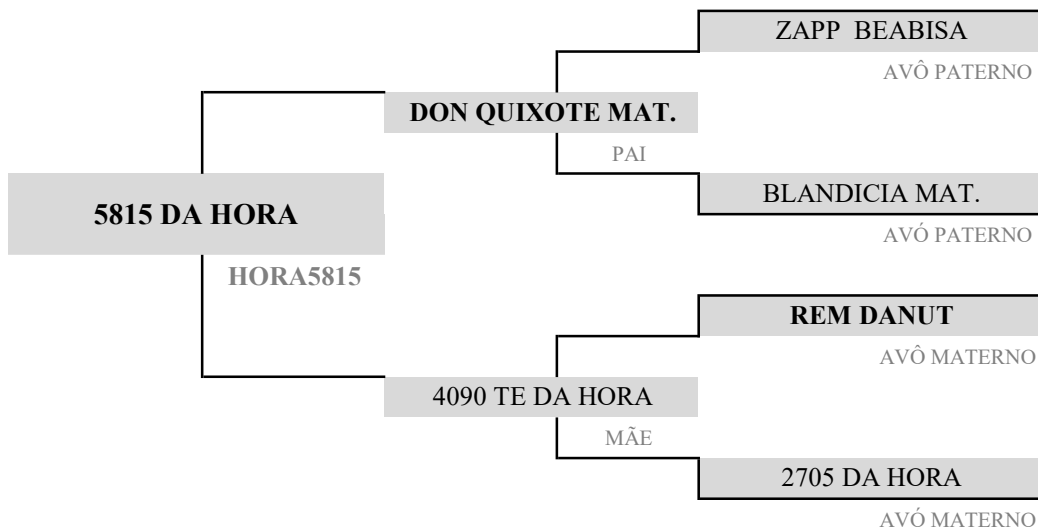 ZAPP BEABISA
AVÔ PATERNO
DON QUIXOTE MAT.
PAI
BLANDICIA MAT.
AVÓ PATERNO
5815 DA HORA
HORA5815
REM DANUT
AVÔ MATERNO
4090 TE DA HORA
MÃE
2705 DA HORA
AVÓ MATERNO